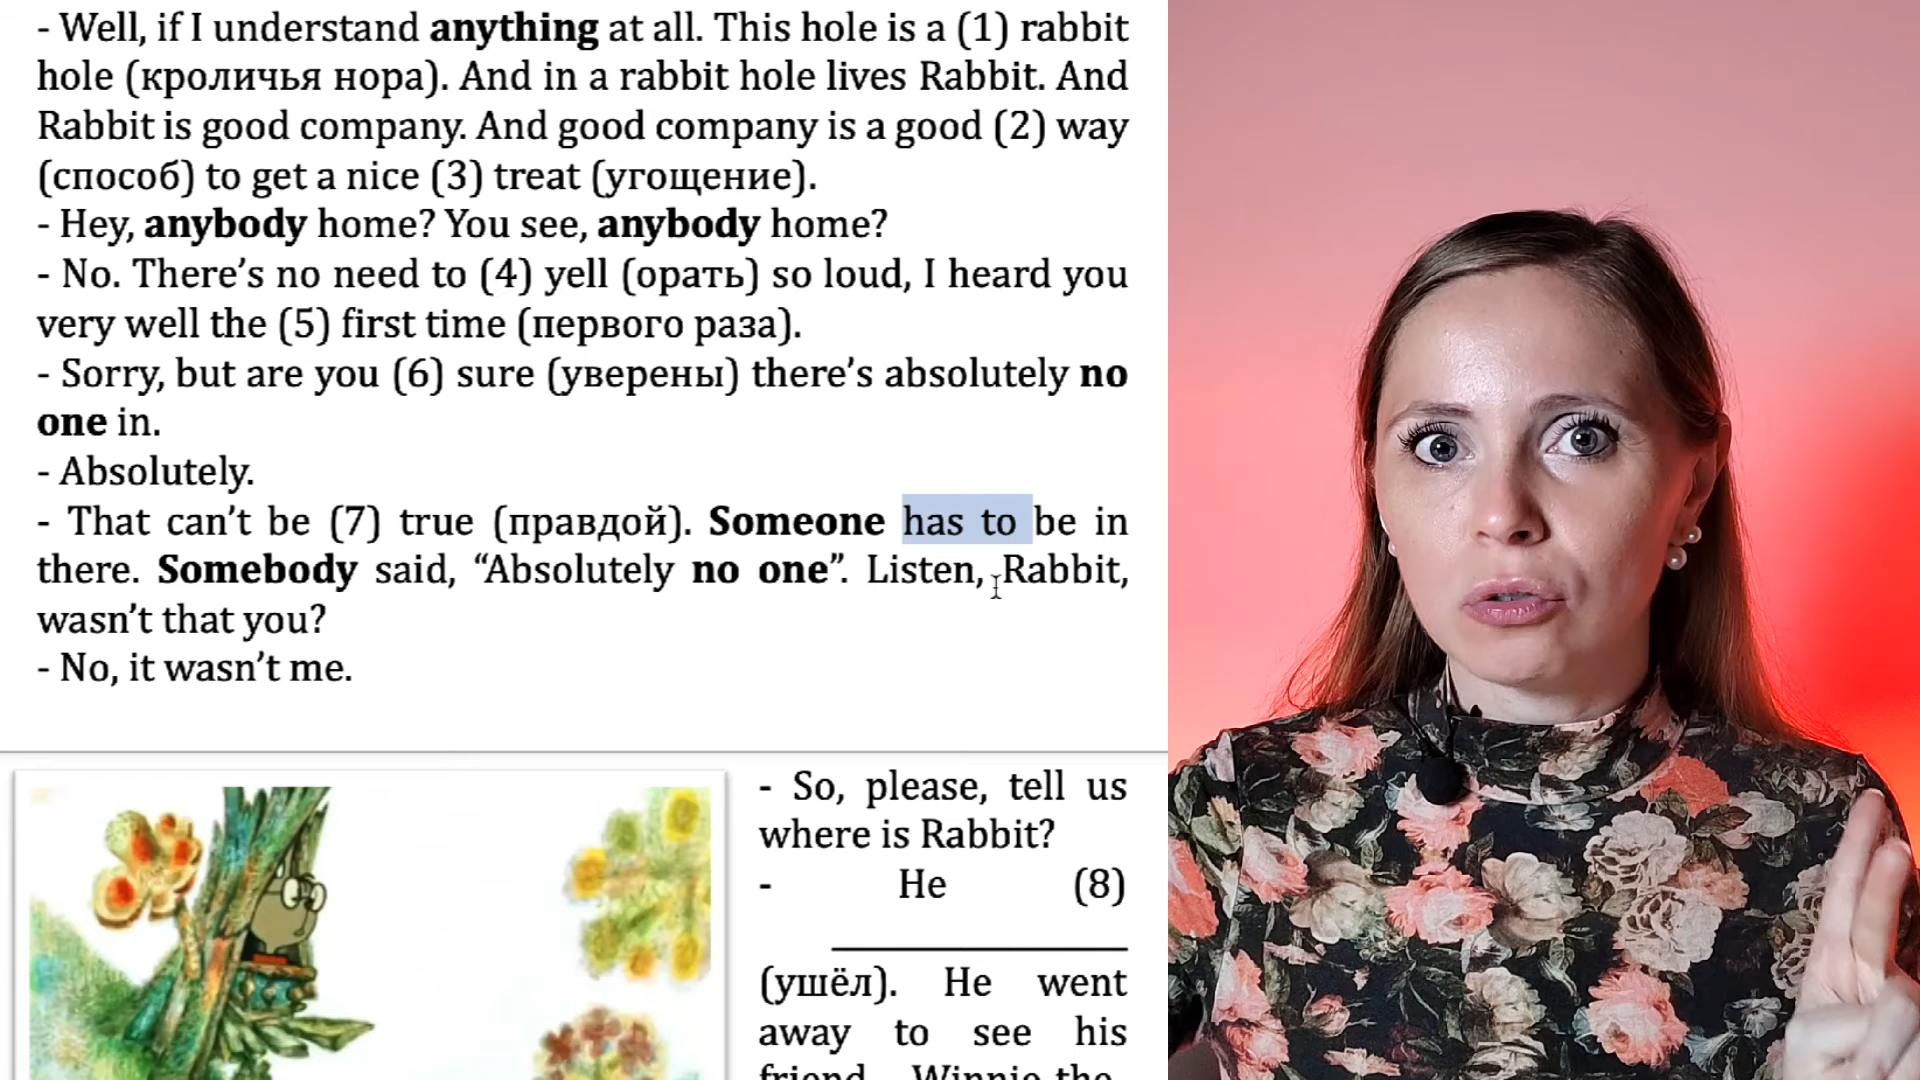 - Well, if I understand anything at all. This hole is a (1) rabbit
hole (кроличья нора). And in a rabbit hole lives Rabbit. And
Rabbit is good company. And good company is a good (2) way
(способ) to get a nice (3) treat (угощение).
- Hey, anybody home? You see, anybody home?
- No. There’s no need to (4) yell (орать) so loud, I heard you
very well the (5) first time (первого раза).
- Sorry, but are you (6) sure (уверены) there’s absolutely no
one in.
- Absolutely.
- That can’t be (7) true (правдой). Someone has to be in
there. Somebody said, “Absolutely no one”. Listen, Rabbit,
wasn’t that you?
- No, it wasn’t me.
- So, please, tell us
where is Rabbit?
- He (8)
(ушёл). He went
away to see his
friend Winnie-the-